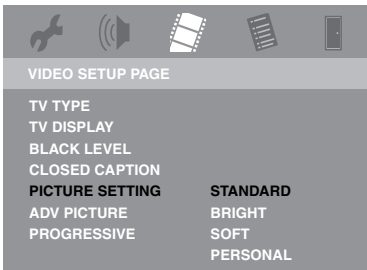 VIDEO SETUP PAGE
TV TYPE
TV DISPLAY
BLACK LEVEL
CLOSED CAPTION
PICTURE SETTING STANDARD
ADV PICTURE BRIGHT
PROGRESSIVE SOFT
PERSONAL